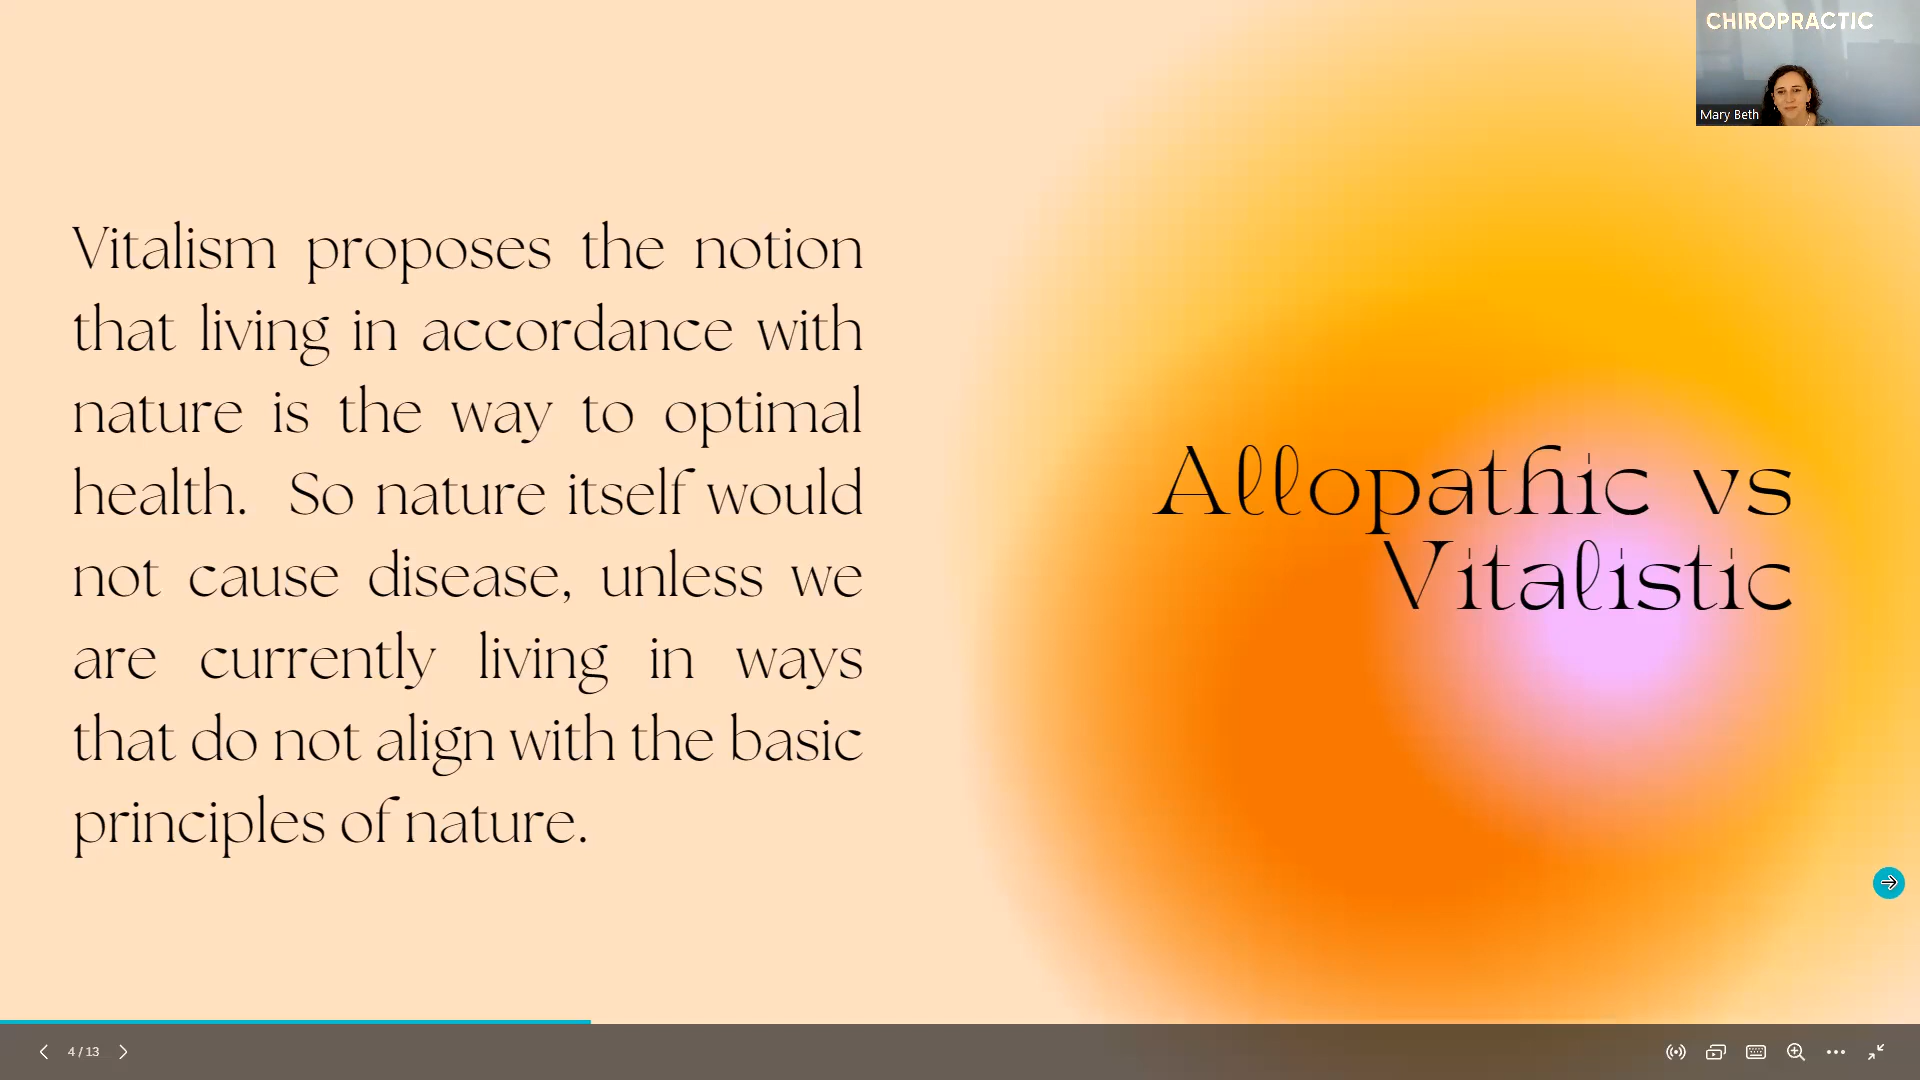 CHIROPRACTIC
Mary Beth
Vitalism proposes the notion
that living in accordance with
nature is the way to optimal
health.  So nature itself would
not cause disease, unless we
are currently living in ways
that do not align with the basic
principles of nature.
Allopathic vs
Vitalistic
4 / 13